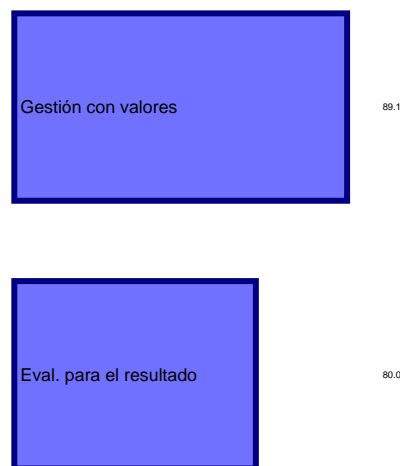 Gestión con valores 89.1
Eval. para el resultado 80.0